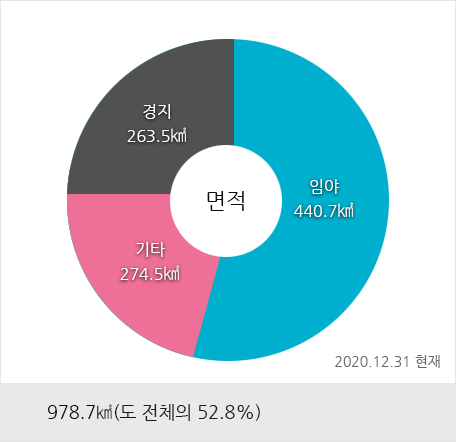 경지
263.5㎢
임야
440.7㎢
면적
기타
274.5㎢
2020.12.31 현재
978.7㎢(도 전체의 52.8%)